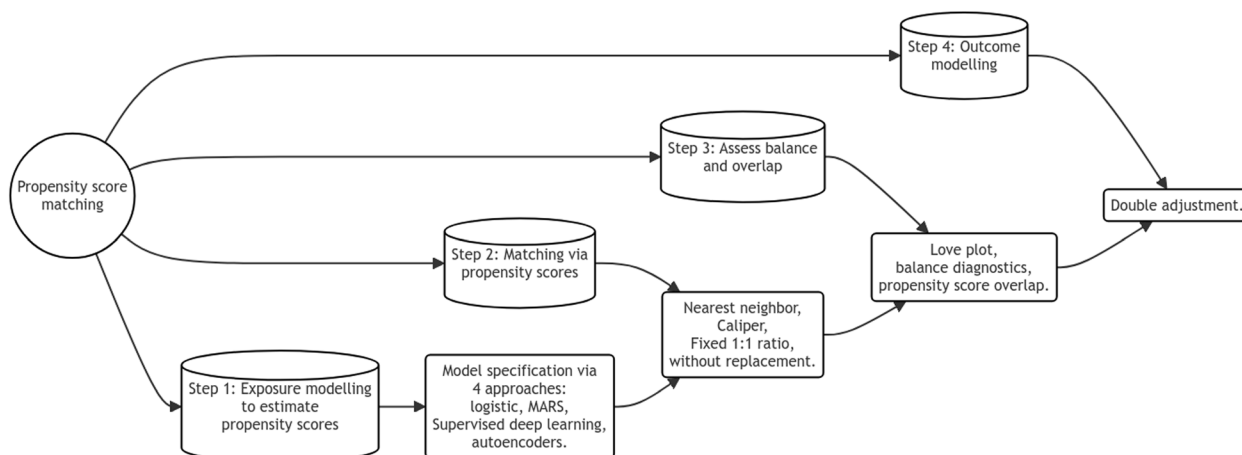 Step 4: Outcome
modelling
Step 3: Assess balance
and overlap
Propensity score
matching
Double adjustment.
Step 2: Matching via
propensity scores
Love plot,
balance diagnostics,
propensity score overlap.
Nearest neighbor,
Caliper,
Fixed 1:1 ratio,
without replacement.
Step 1: Exposure modelling
to estimate
propensity scores
Model specification via
4 approaches:
logistic, MARS,
Supervised deep learning,
autoencoders.